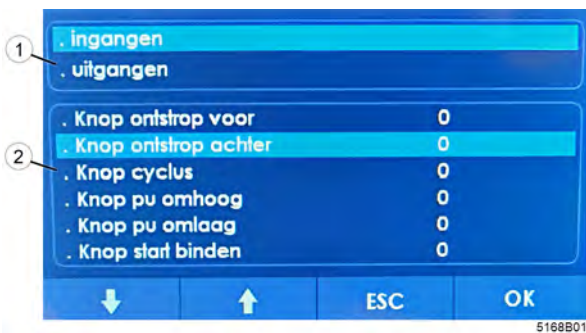 1
. ingangen
. uitgangen
2
. Knop ontstrop voor 0
. Knop ontstrop achter 0
. Knop cyclus 0
. Knop pu omhoog 0
. Knop pu omlaag 0
. Knop start binden 0
ESC OK
5168B01